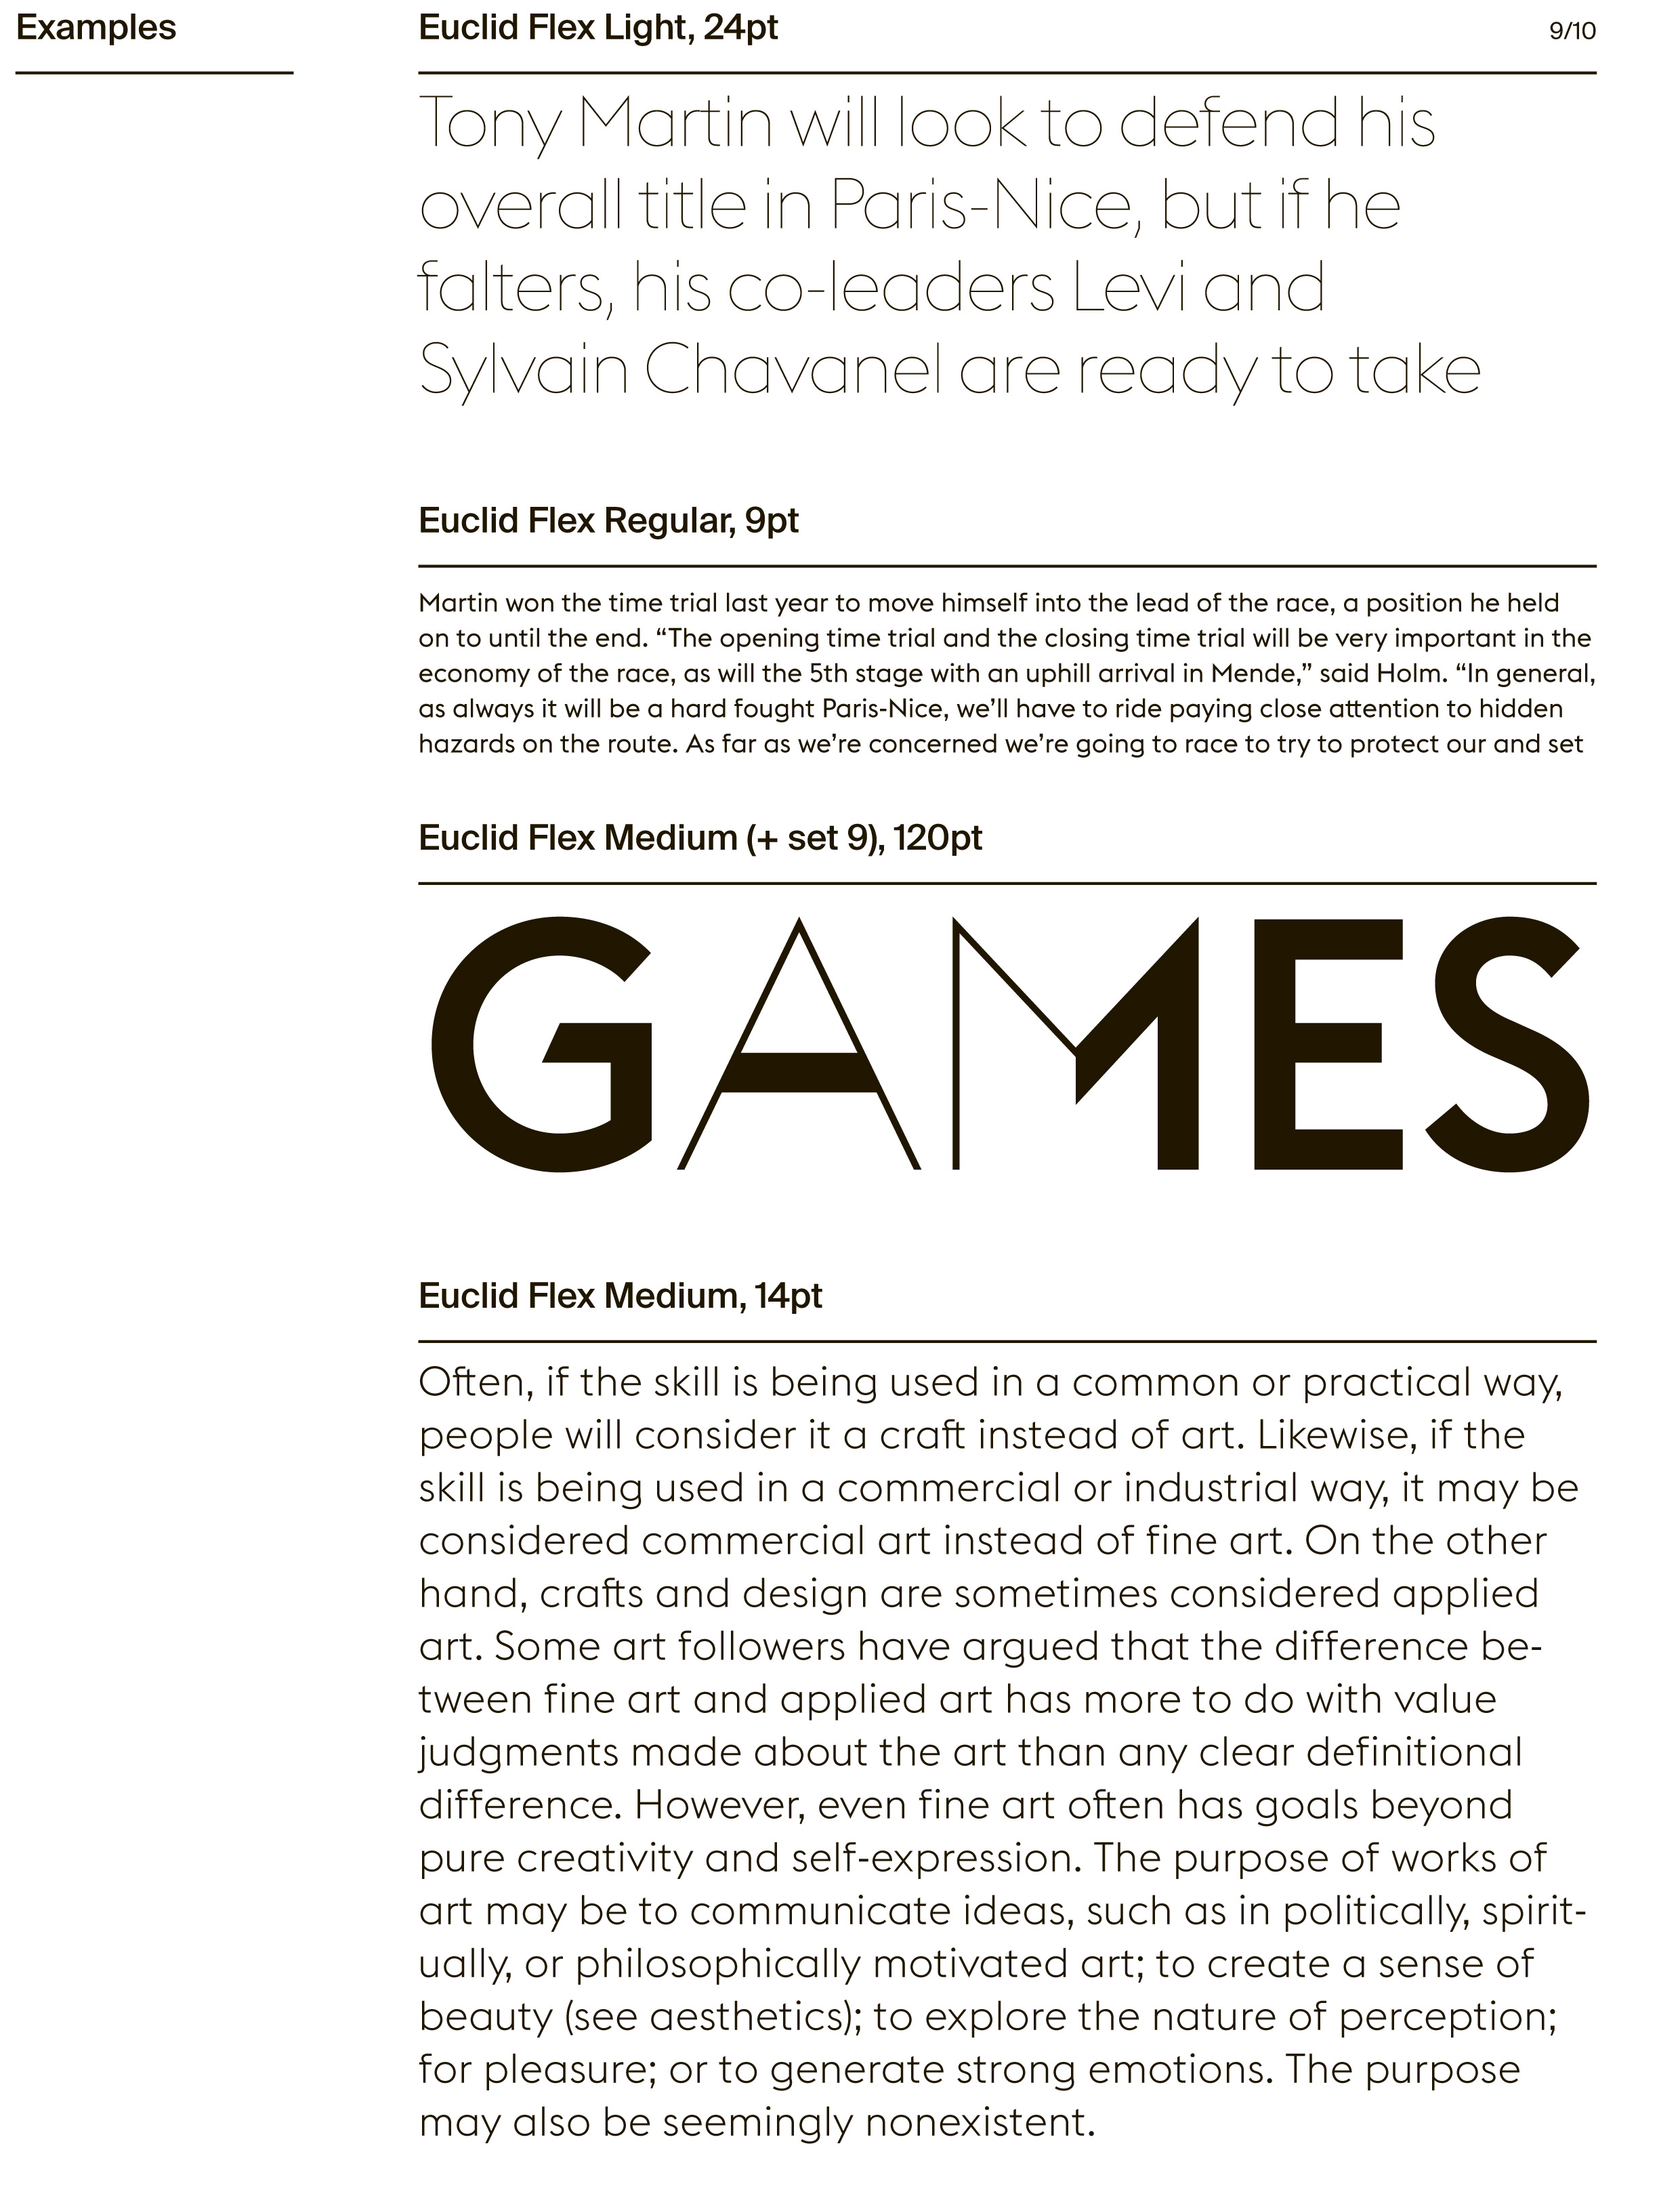 Examples
Euclid Flex Light, 24pt
9/10
Tony Martin will look to defend his
overall title in Paris-Nice, but if he
falters, his co-leaders Levi and
Sylvain Chavanel are ready to take
Euclid Flex Regular, 9pt
Martin won the time trial last year to move himself into the lead of the race, a position he held
on to until the end. “The opening time trial and the closing time trial will be very important in the
economy of the race, as will the 5th stage with an uphill arrival in Mende,” said Holm. “In general,
as always it will be a hard fought Paris-Nice, we’ll have to ride paying close attention to hidden
hazards on the route. As far as we’re concerned we’re going to race to try to protect our and set
Euclid Flex Medium (+ set 9), 120pt
GAMES
Euclid Flex Medium, 14pt
Often, if the skill is being used in a common or practical way,
people will consider it a craft instead of art. Likewise, if the
skill is being used in a commercial or industrial way, it may be
considered commercial art instead of fine art. On the other
hand, crafts and design are sometimes considered applied
art. Some art followers have argued that the difference be-
tween fine art and applied art has more to do with value
judgments made about the art than any clear definitional
difference. However, even fine art often has goals beyond
pure creativity and self-expression. The purpose of works of
art may be to communicate ideas, such as in politically, spirit-
ually, or philosophically motivated art; to create a sense of
beauty (see aesthetics); to explore the nature of perception;
for pleasure; or to generate strong emotions. The purpose
may also be seemingly nonexistent.